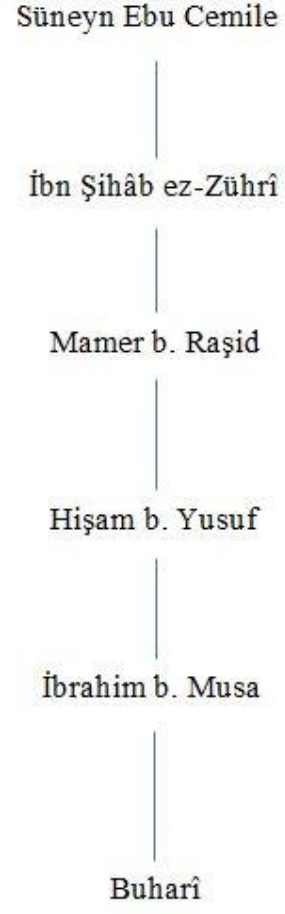 Süneyn Ebu Cemile
İbn Şihâb ez-Zührî
Mamer b. Raşid
Hişam b. Yusuf
İbrahim b. Musa
Buharî